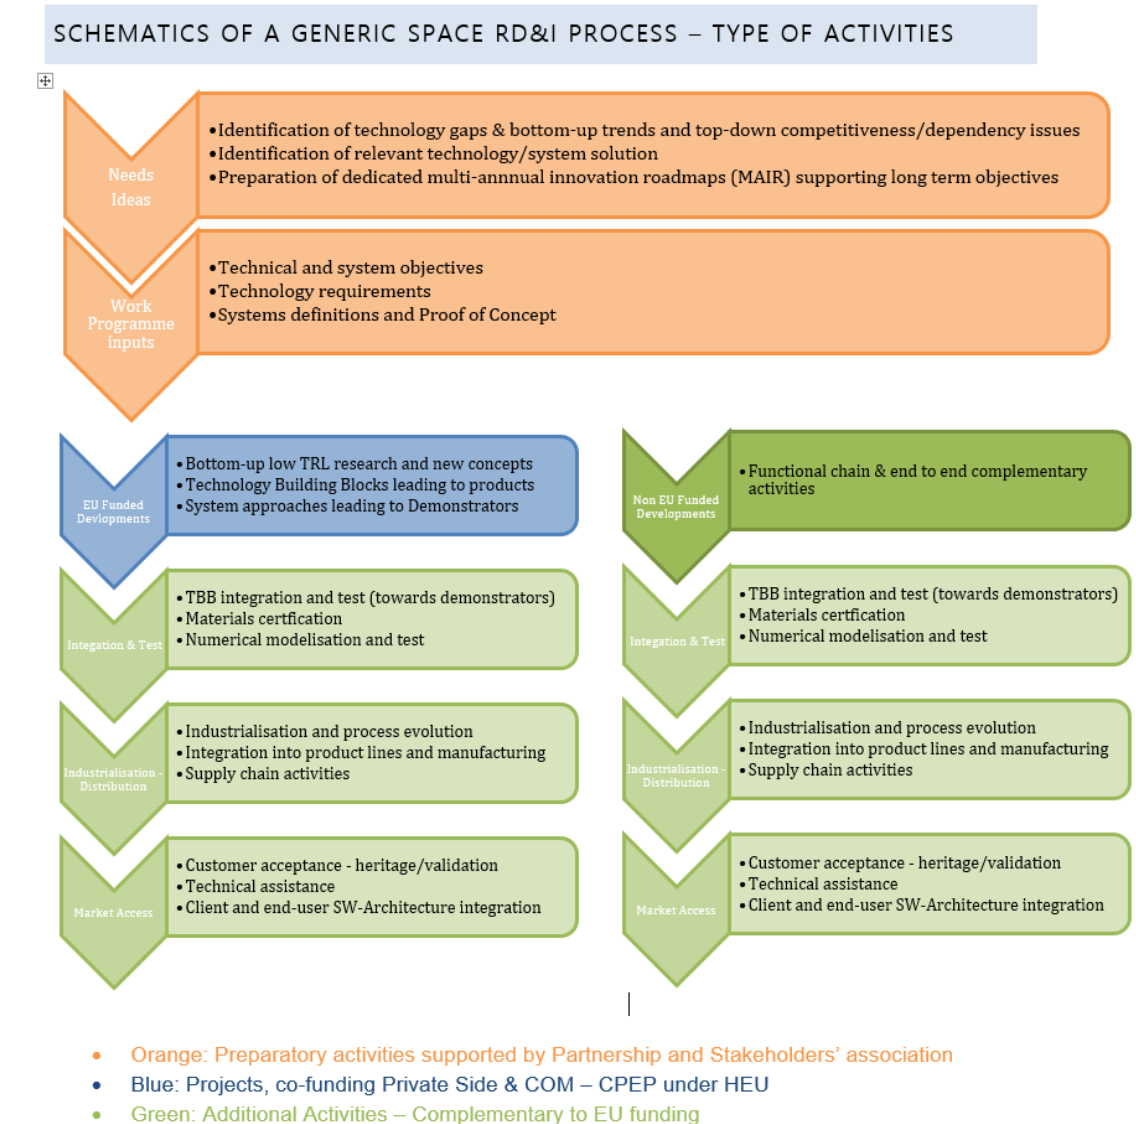 SCHEMATICS OF A GENERIC SPACE RD&I PROCESS – TYPE OF ACTIVITIES
Needs
Ideas
•Identification of technology gaps & bottom-up trends and top-down competitiveness/dependency issues
•Identification of relevant technology/system solution
•Preparation of dedicated multi-annnual innovation roadmaps (MAIR) supporting long term objectives
Work
Programme
inputs
•Technical and system objectives
•Technology requirements
•Systems definitions and Proof of Concept
EU Funded
Devlopments
•Bottom-up low TRL research and new concepts
•Technology Building Blocks leading to products
•System approaches leading to Demonstrators
Integation & Test
•TBB integration and test (towards demonstrators)
•Materials certfication
•Numerical modelisation and test
Industrialisation -
Distribution
•Industrialisation and process evolution
•Integration into product lines and manufacturing
•Supply chain activities
Market Access
•Customer acceptance - heritage/validation
•Technical assistance
•Client and end-user SW-Architecture integration
Non EU Funded
Developments
•Functional chain & end to end complementary
activities
Integation & Test
•TBB integration and test (towards demonstrators)
•Materials certfication
•Numerical modelisation and test
Industrialisation -
Distribution
•Industrialisation and process evolution
•Integration into product lines and manufacturing
•Supply chain activities
Market Access
•Customer acceptance - heritage/validation
•Technical assistance
•Client and end-user SW-Architecture integration
• Orange: Preparatory activities supported by Partnership and Stakeholders’ association
• Blue: Projects, co-funding Private Side & COM – CPEP under HEU
• Green: Additional Activities – Complementary to EU funding